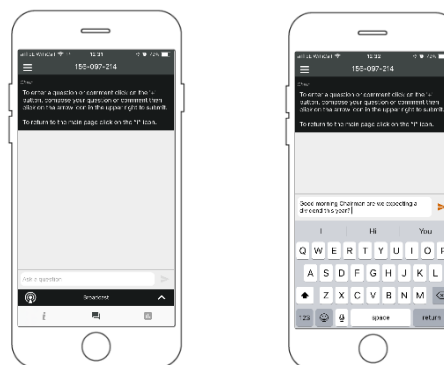 12:31
155-097-214
To enter a question or comment click on the '+'
button, compose your question or comment then
click on the arrow icon in the upper right to submit.
To return to the main page click on the "i" icon.
Ask a question
Broadcast
i
12:32
155-097-214
To enter a question or comment click on the '+'
button, compose your question or comment then
click on the arrow icon in the upper right to submit.
To return to the main page click on the "i" icon.
Good morning Chairman are we expecting a
dividend this year?
I Hi You
Q W E R T Y U I O P
A S D F G H J K L
Z X C V B N M
123 space return